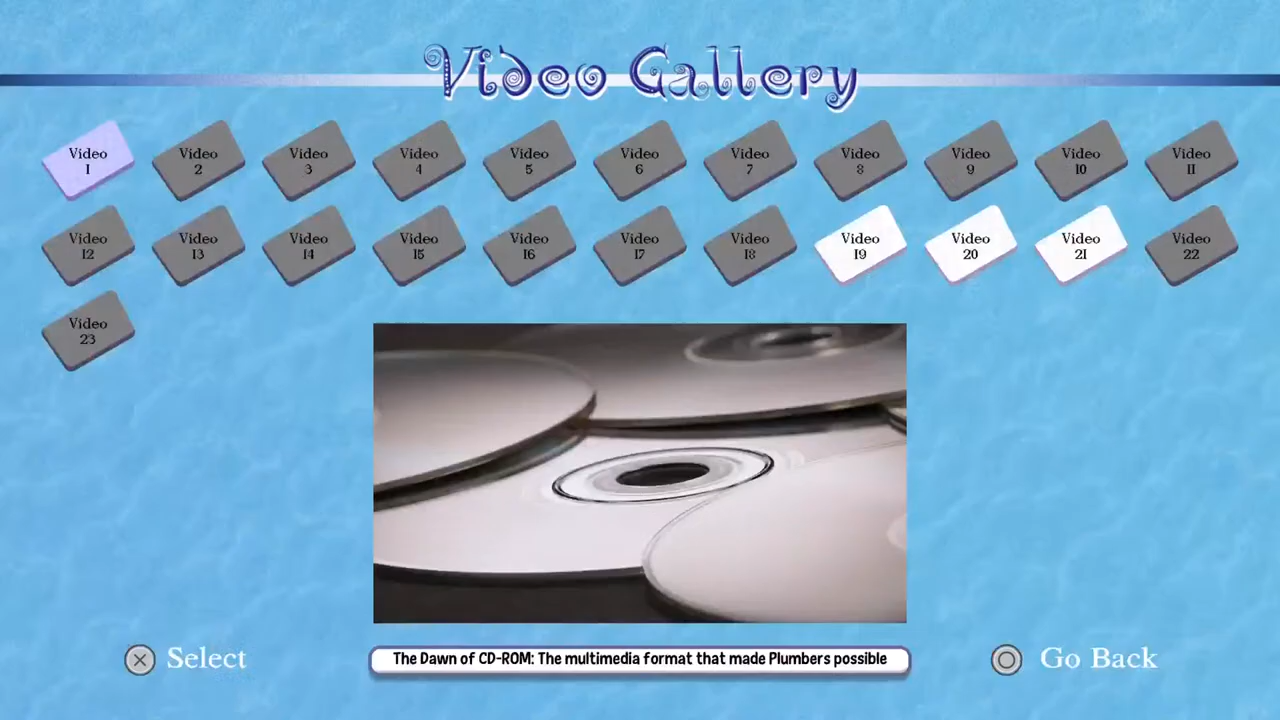 Video Gallery
Video 1
Video 2
Video 3
Video 4
Video 5
Video 6
Video 7
Video 8
Video 9
Video 10
Video 11
Video 12
Video 13
Video 14
Video 15
Video 16
Video 17
Video 18
Video 19
Video 20
Video 21
Video 22
Video 23
Select
The Dawn of CD-ROM: The multimedia format that made Plumbers possible
Go Back